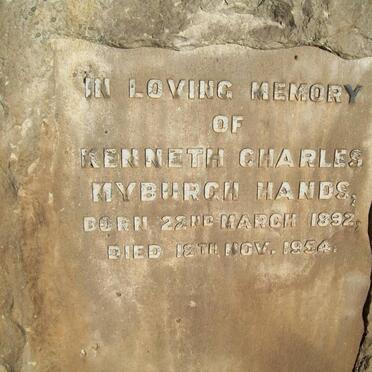 IN LOVING MEMORY
OF
KENNETH CHARLES
MYBURGH HANDS,
BORN 22ND MARCH 1892,
DIED 18TH NOV. 1954.